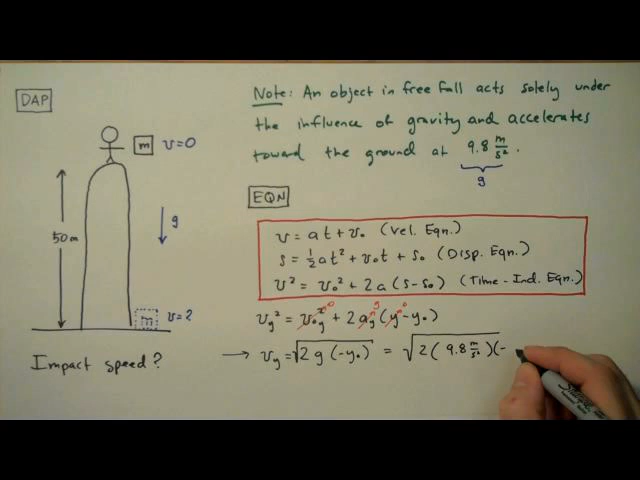 DAP
Note: An object in free fall acts solely under
the influence of gravity and accelerates
toward the ground at 9.8 m/s².
g
m v=0
50m
g
m v=?
Impact speed?
EQN
v = at + v₀ (Vel. Eqn.)
s = ½at² + v₀t + s₀ (Disp. Eqn.)
v² = v₀² + 2a(s-s₀) (Time-Ind. Eqn.)
v_y² = v₀y² + 2a_y(y-y₀)
→ v_y = √2g(-y₀) = √2(9.8 m/s²)(-
Sharpie